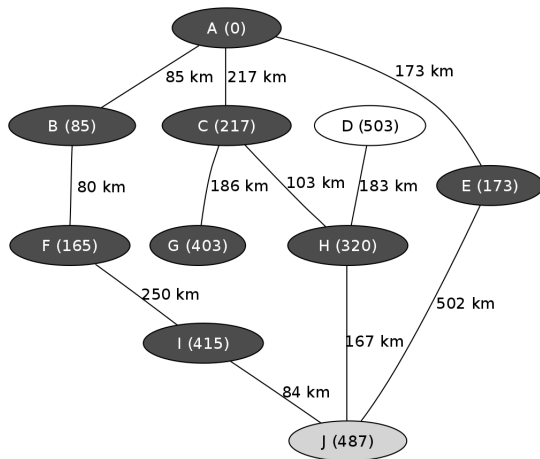 A (0)
85 km
217 km
173 km
B (85)
C (217)
D (503)
80 km
186 km
103 km
183 km
E (173)
F (165)
G (403)
H (320)
250 km
502 km
I (415)
167 km
84 km
J (487)